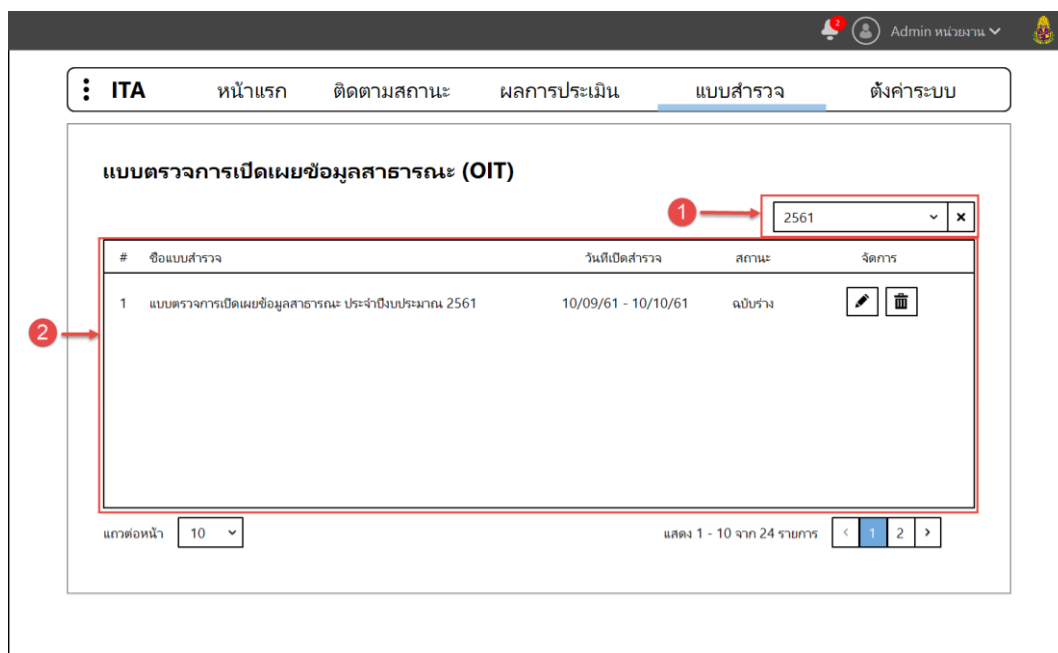 2
Admin หน่วยงาน
ITA หน้าแรก ติดตามสถานะ ผลการประเมิน แบบสำรวจ ตั้งค่าระบบ
แบบตรวจการเปิดเผยข้อมูลสาธารณะ (OIT)
1
2561
# ชื่อแบบสำรวจ วันที่เปิดสำรวจ สถานะ จัดการ
1 แบบตรวจการเปิดเผยข้อมูลสาธารณะ ประจำปีงบประมาณ 2561 10/09/61 - 10/10/61 ฉบับร่าง
2
แถวต่อหน้า 10 แสดง 1 - 10 จาก 24 รายการ < 1 2 >